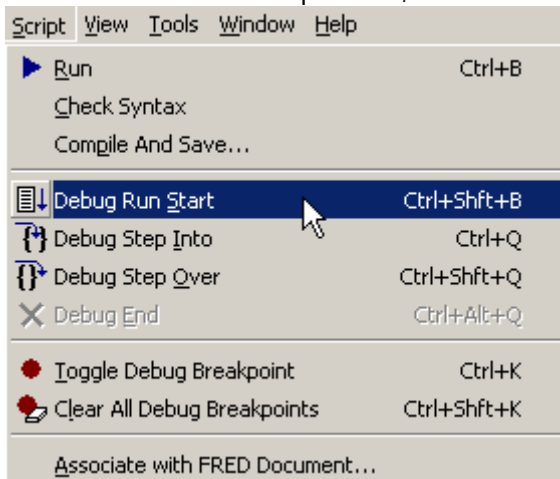 Script View Tools Window Help
Run Ctrl+B
Check Syntax
Compile And Save...
Debug Run Start Ctrl+Shft+B
Debug Step Into Ctrl+Q
Debug Step Over Ctrl+Shft+Q
Debug End Ctrl+Alt+Q
Toggle Debug Breakpoint Ctrl+K
Clear All Debug Breakpoints Ctrl+Shft+K
Associate with FRED Document...